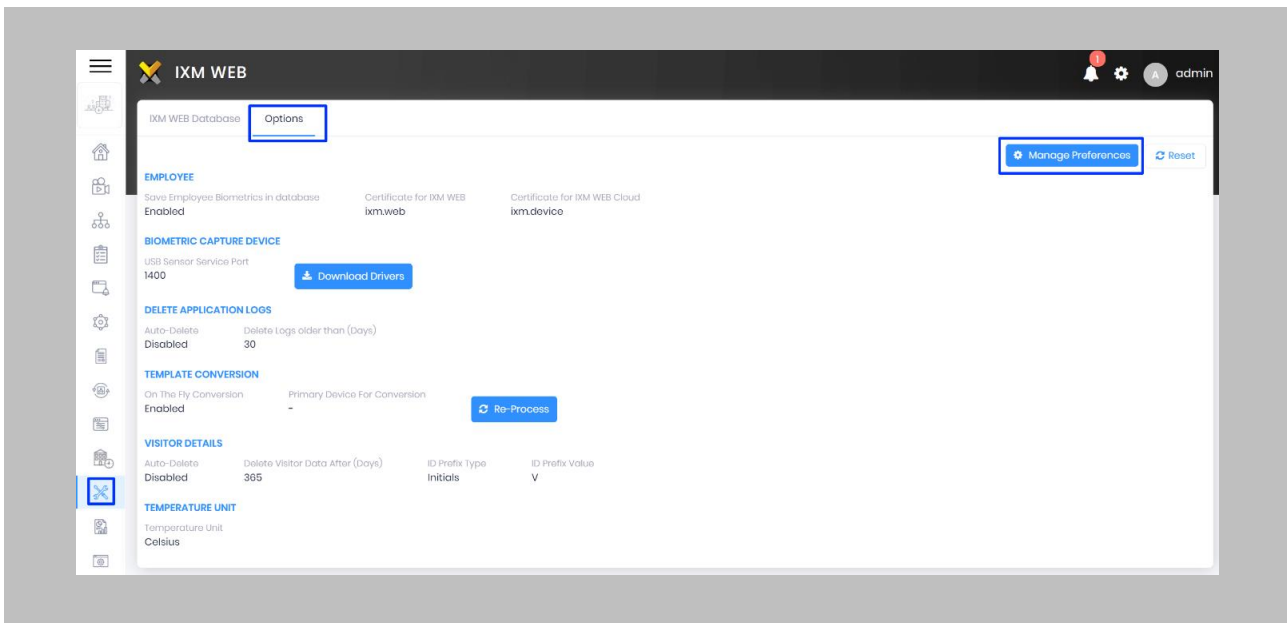 IXM WEB
1
A
admin
IXM WEB Database Options
Manage Preferences Reset
EMPLOYEE
Save Employee Biometrics in database Certificate for IXM WEB Certificate for IXM WEB Cloud
Enabled ixm.web ixm.device
BIOMETRIC CAPTURE DEVICE
USB Sensor Service Port
1400 Download Drivers
DELETE APPLICATION LOGS
Auto-Delete Delete Logs older than (Days)
Disabled 30
TEMPLATE CONVERSION
On The Fly Conversion Primary Device For Conversion
Enabled - Re-Process
VISITOR DETAILS
Auto-Delete Delete Visitor Data After (Days) ID Prefix Type ID Prefix Value
Disabled 365 Initials V
TEMPERATURE UNIT
Temperature Unit
Celsius